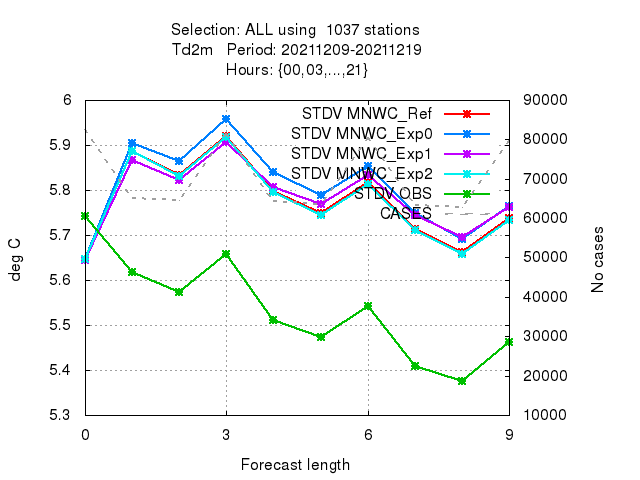 Selection: ALL using  1037 stations
Td2m   Period: 20211209-20211219
Hours: {00,03,...,21}
6 90000
STDV MNWC_Ref
5.9 80000
STDV MNWC_Exp0
STDV MNWC_Exp1
5.8 70000
STDV MNWC_Exp2
STDV OBS
CASES
5.7 60000
deg C
5.6 50000
No cases
40000
5.5 30000
5.4 20000
5.3 10000
0 3 6 9
Forecast length